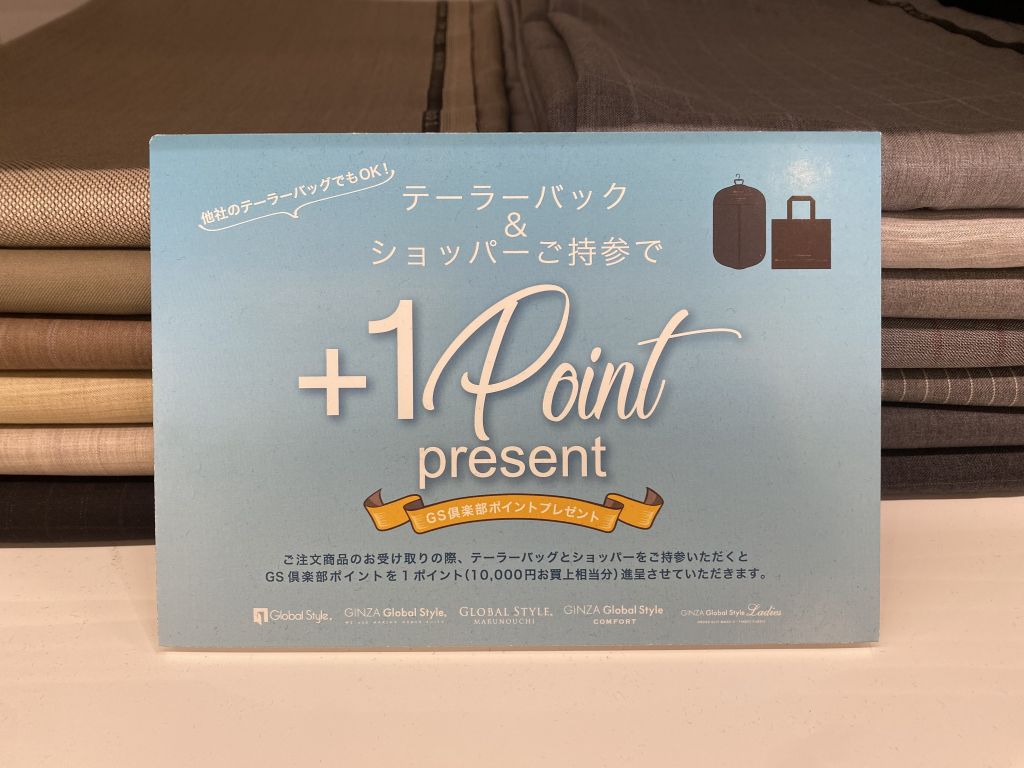 他社のテーラーバッグでもOK!
テーラーバック
&
ショッパーご持参で
+1 Point
present
GS倶楽部ポイントプレゼント
ご注文商品のお受け取りの際、テーラーバッグとショッパーをご持参いただくと
GS倶楽部ポイントを1ポイント(10,000円お買上相当分)進呈させていただきます。
Global Style.
GINZA Global Style.
GLOBAL STYLE.
MARUNOUCHI
GINZA Global Style
COMFORT
GINZA Global Style Ladies